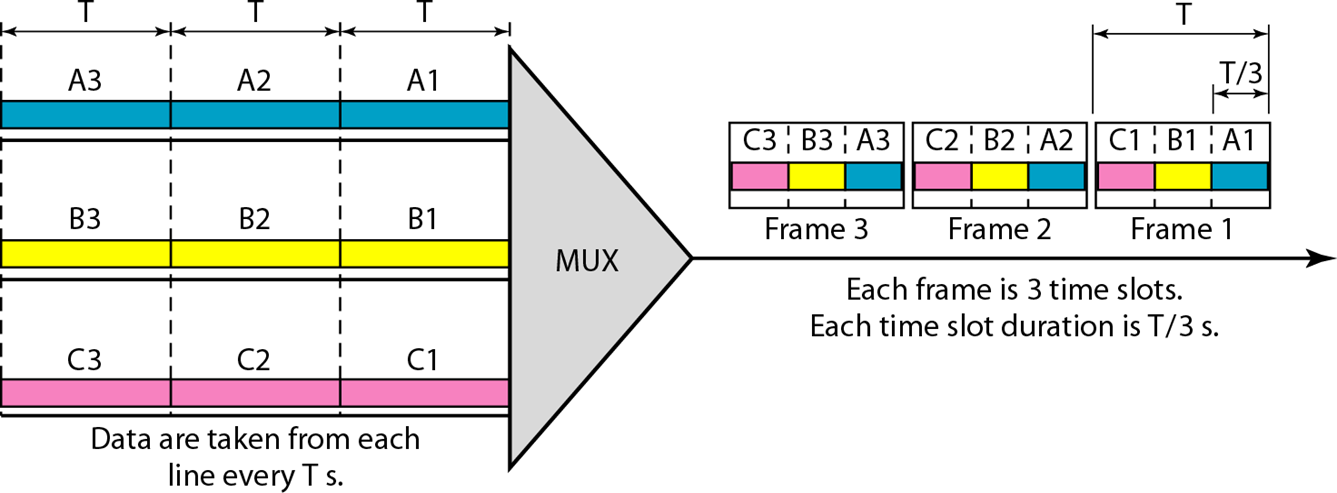 T T T
A3 A2 A1
B3 B2 B1
C3 C2 C1
Data are taken from each
line every T s.
MUX
T
T/3
C3 B3 A3 C2 B2 A2 C1 B1 A1
Frame 3 Frame 2 Frame 1
Each frame is 3 time slots.
Each time slot duration is T/3 s.